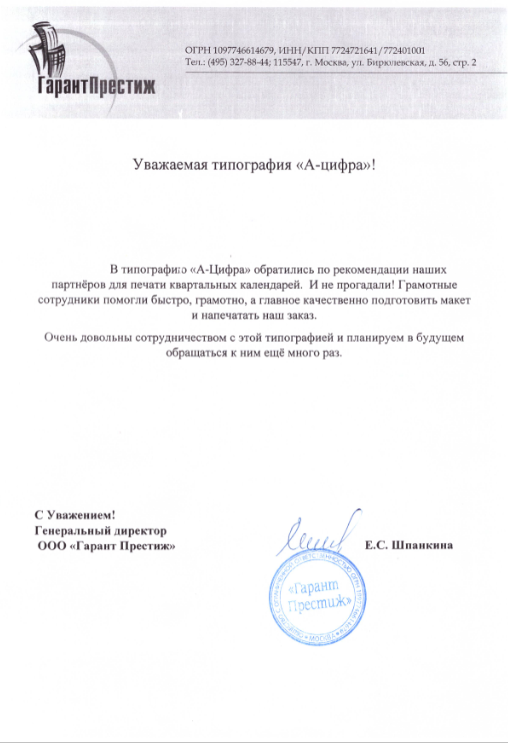 ОГРН 1097746614679, ИНН/КПП 7724721641/772401001
Тел.: (495) 327-88-44; 115547, г. Москва, ул. Бирюлевская, д. 56, стр. 2
ГарантПрестиж
Уважаемая типография «А-цифра»!
В типографию «А-Цифра» обратились по рекомендации наших
партнёров для печати квартальных календарей. И не прогадали! Грамотные
сотрудники помогли быстро, грамотно, а главное качественно подготовить макет
и напечатать наш заказ.
Очень довольны сотрудничеством с этой типографией и планируем в будущем
обращаться к ним ещё много раз.
С Уважением!
Генеральный директор
ООО «Гарант Престиж»
Е.С. Шпанкина
«Гарант
Престиж»
МОСКВА